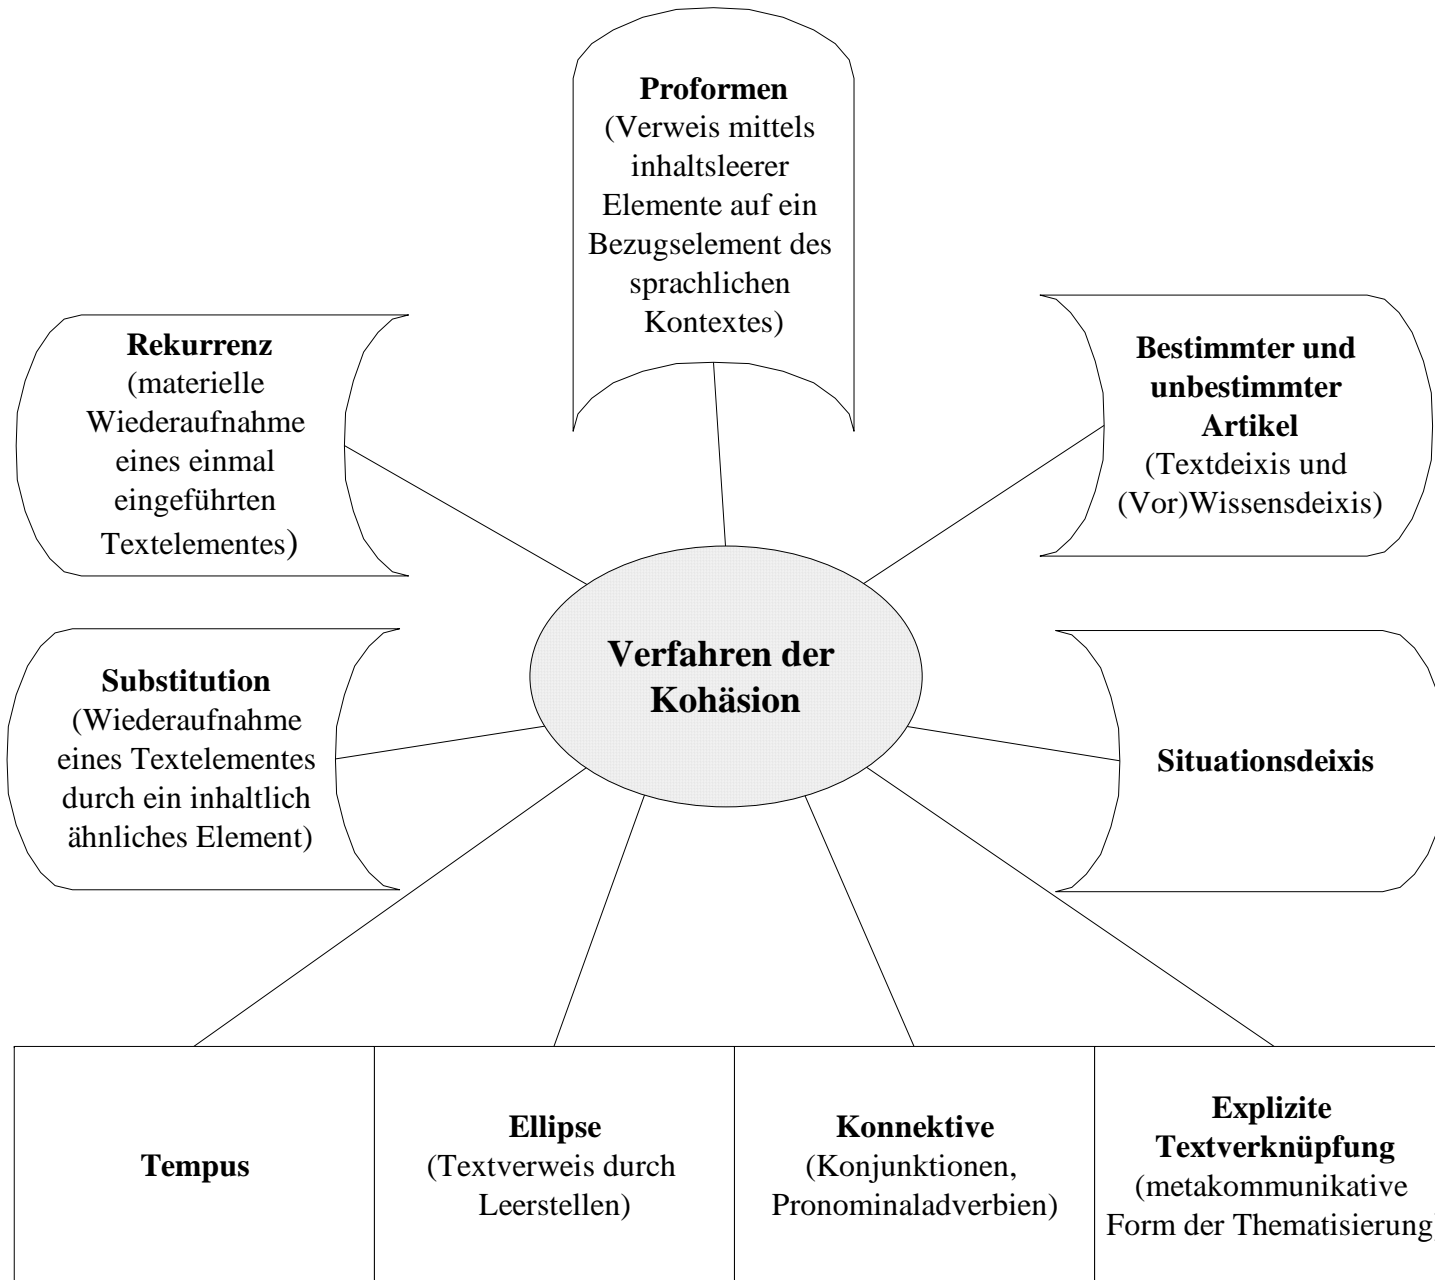 Proformen
(Verweis mittels
inhaltsleerer
Elemente auf ein
Bezugselement des
sprachlichen
Kontextes)
Rekurrenz
(materielle
Wiederaufnahme
eines einmal
eingeführten
Textelementes)
Bestimmter und
unbestimmter
Artikel
(Textdeixis und
(Vor)Wissensdeixis)
Verfahren der
Kohäsion
Substitution
(Wiederaufnahme
eines Textelementes
durch ein inhaltlich
ähnliches Element)
Situationsdeixis
Tempus
Ellipse
(Textverweis durch
Leerstellen)
Konnektive
(Konjunktionen,
Pronominaladverbien)
Explizite
Textverknüpfung
(metakommunikative
Form der Thematisierung)